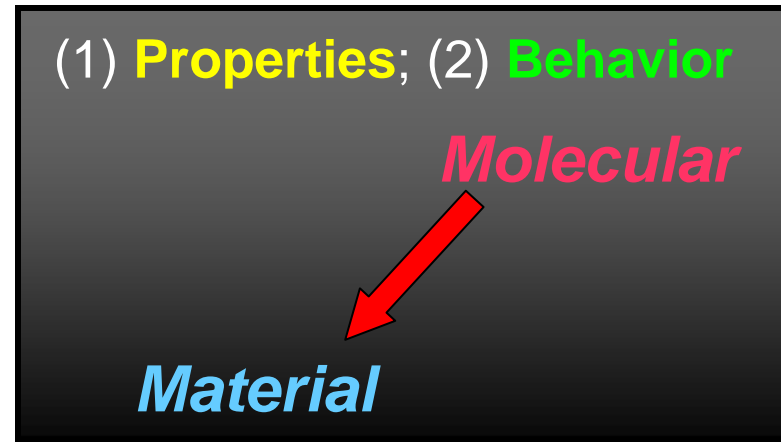 (1) Properties; (2) Behavior
Molecular
Material